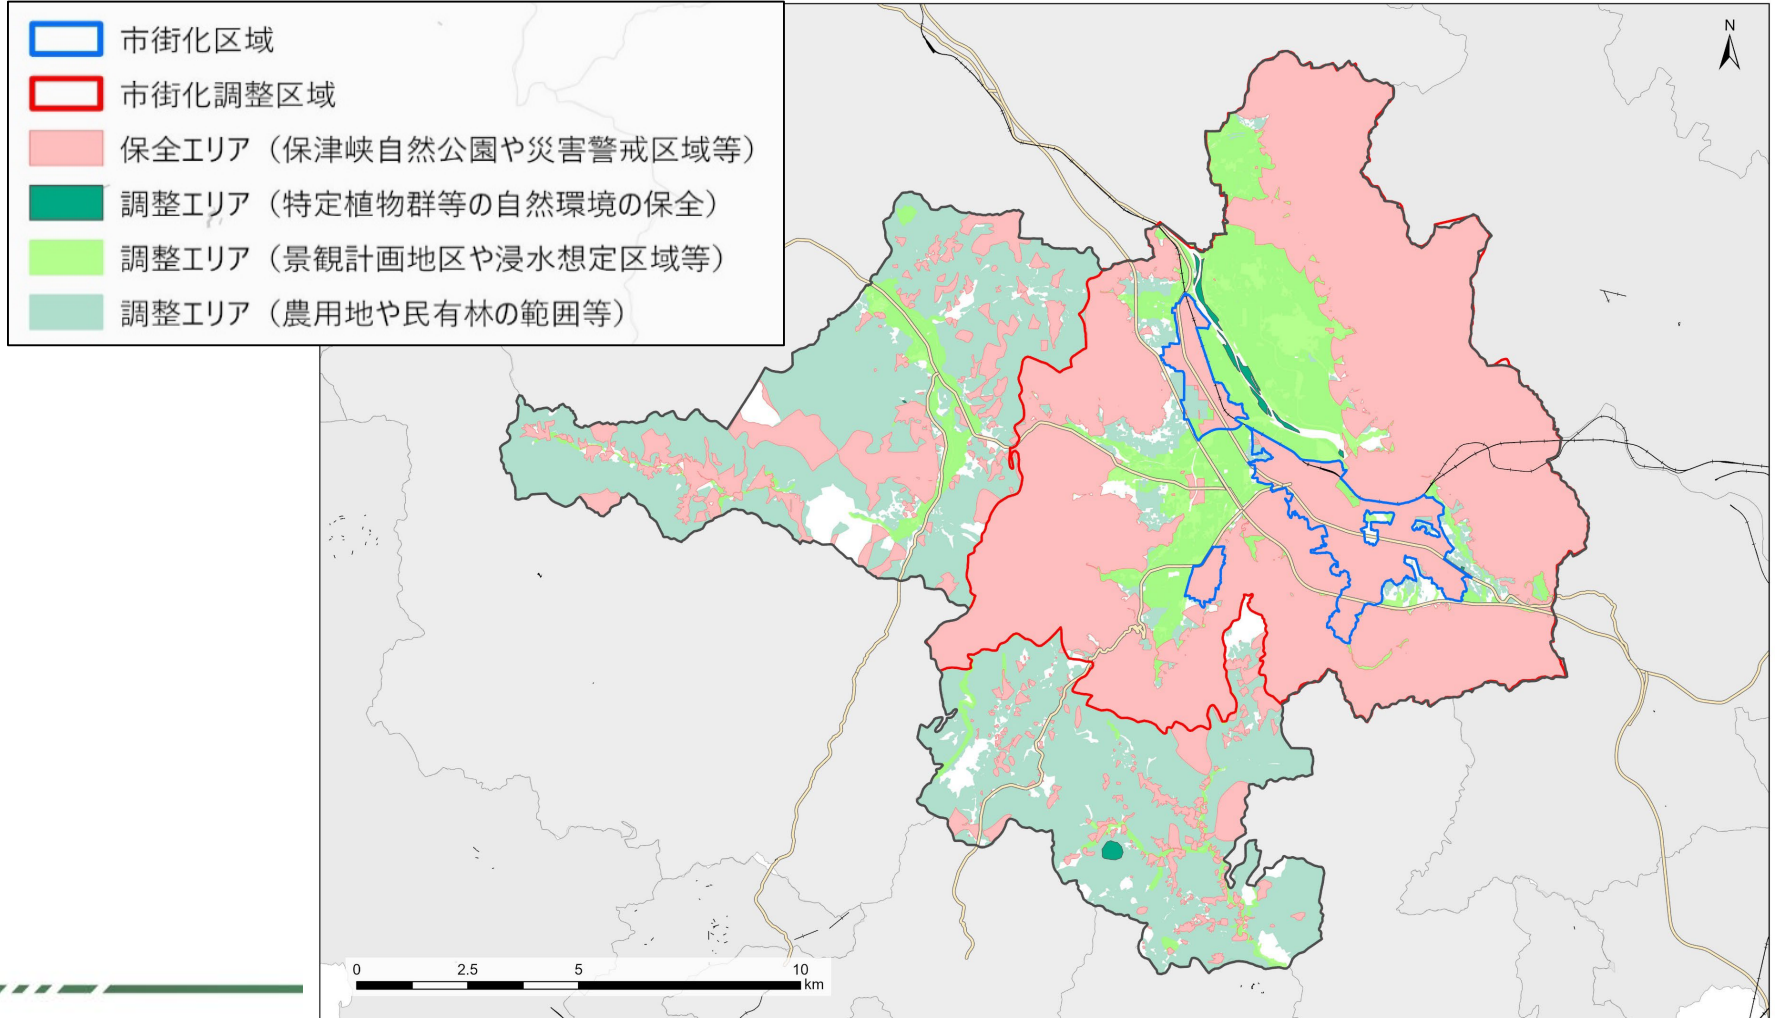 市街化区域
市街化調整区域
保全エリア（保津峡自然公園や災害警戒区域等）
調整エリア（特定植物群等の自然環境の保全）
調整エリア（景観計画地区や浸水想定区域等）
調整エリア（農用地や民有林の範囲等）
N
0 2.5 5 10
km